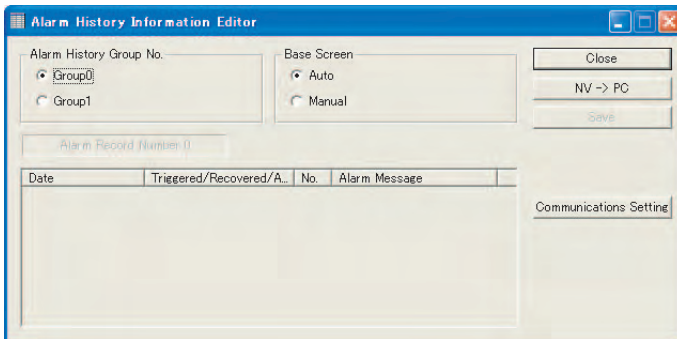 Alarm History Information Editor
Alarm History Group No.
Group0
Group1
Base Screen
Auto
Manual
Close
NV -> PC
Save
Alarm Record Number:0
Date Triggered/Recovered/A... No. Alarm Message
Communications Setting